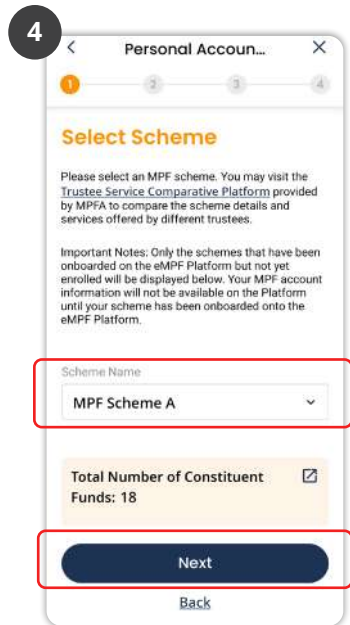 4
Personal Accoun...
1 2 3 4
Select Scheme
Please select an MPF scheme. You may visit the
Trustee Service Comparative Platform provided
by MPFA to compare the scheme details and
services offered by different trustees.
Important Notes: Only the schemes that have been
onboarded on the eMPF Platform but not yet
enrolled will be displayed below. Your MPF account
information will not be available on the Platform
until your scheme has been onboarded onto the
eMPF Platform.
Scheme Name
MPF Scheme A
Total Number of Constituent
Funds: 18
Next
Back